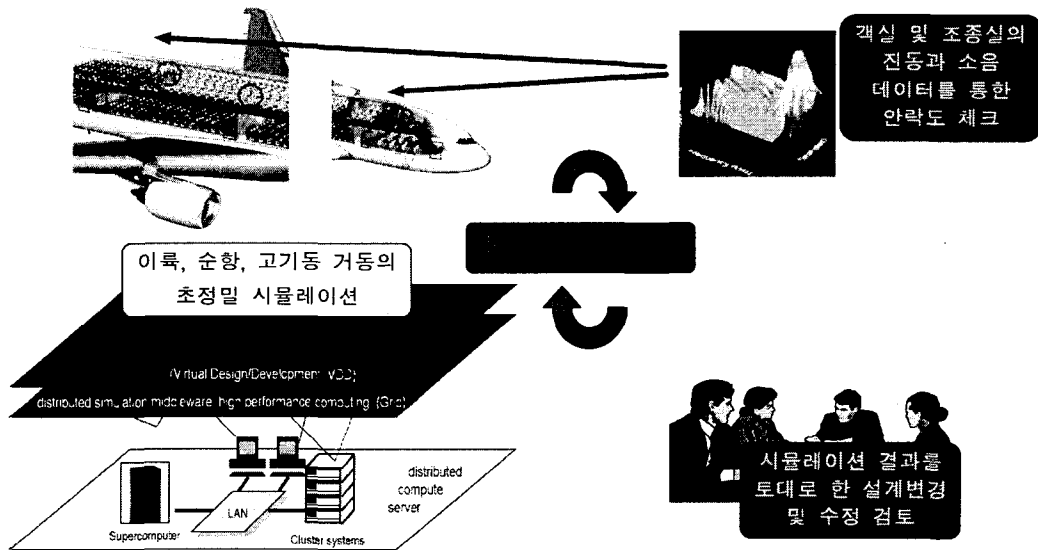 객실 및 조종실의
진동과 소음
데이터를 통한
안락도 체크
이륙, 순항, 고기동 거동의
초정밀 시뮬레이션
(Virtual Design/Development VDD)
distributed simulation middleware high performance computing (Grid)
distributed
compute
server
LAN
Supercomputer
Cluster systems
시뮬레이션 결과를
토대로 한 설계변경
및 수정 검토